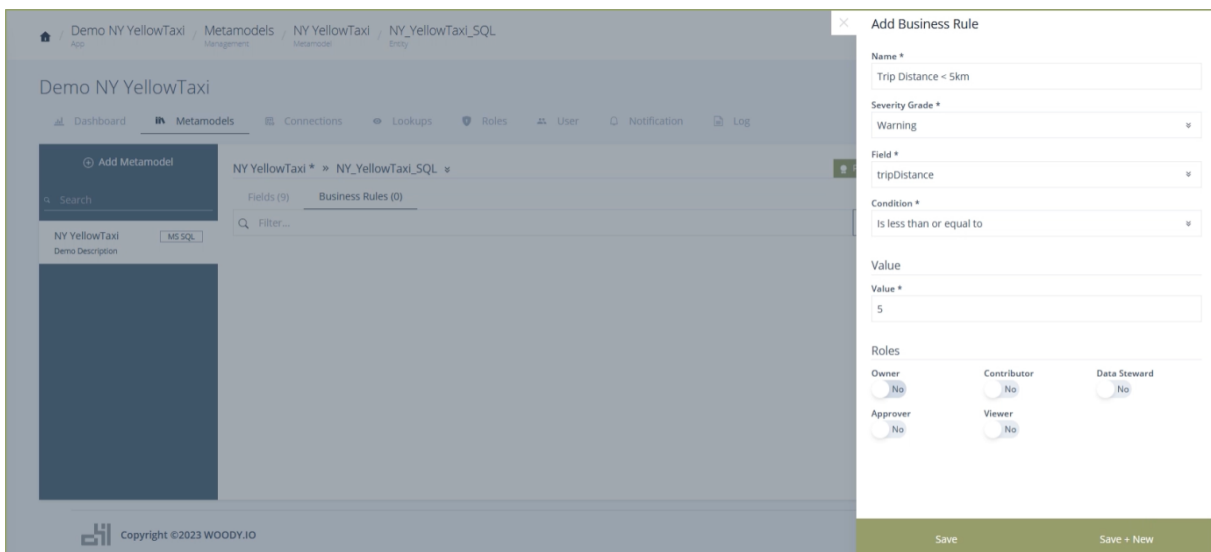 Demo NY YellowTaxi / Metamodels / NY YellowTaxi / NY_YellowTaxi_SQL
App Management Metamodel Entity
Demo NY YellowTaxi
Dashboard Metamodels Connections Lookups Roles User Notification Log
Add Metamodel
Search
NY YellowTaxi MS SQL
Demo Description
NY YellowTaxi * » NY_YellowTaxi_SQL
Fields (9) Business Rules (0)
Filter...
Copyright ©2023 WOODY.IO
Add Business Rule
Name *
Trip Distance < 5km
Severity Grade *
Warning
Field *
tripDistance
Condition *
Is less than or equal to
Value
Value *
5
Roles
Owner Contributor Data Steward
No No No
Approver Viewer
No No
Save Save + New